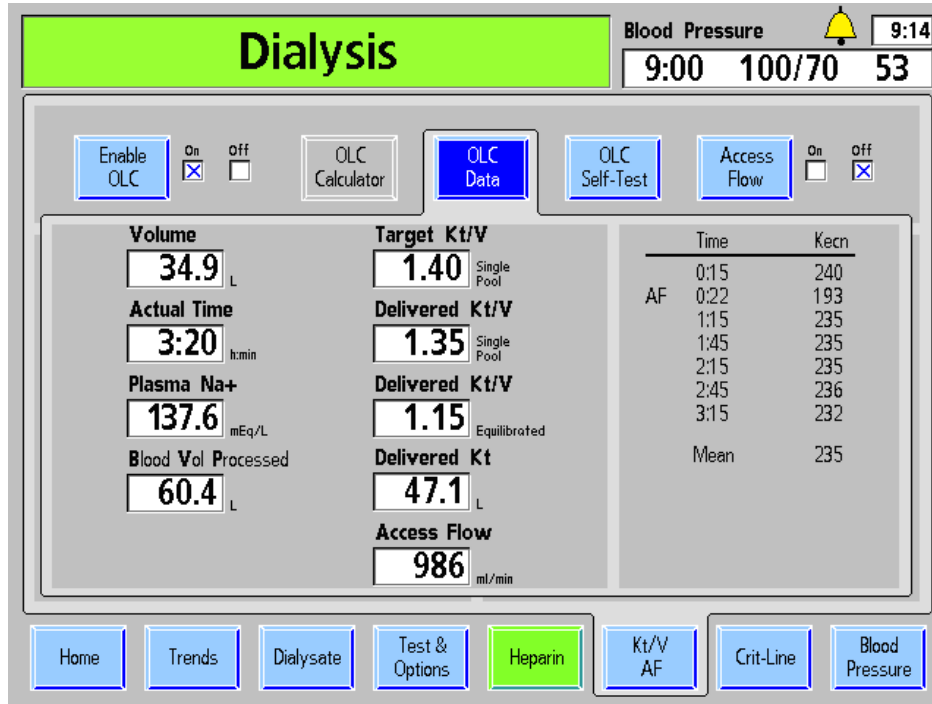 Dialysis
Blood Pressure
9:14
9:00 100/70 53
Enable OLC
On Off
OLC Calculator
OLC Data
OLC Self-Test
Access Flow
On Off
Volume
34.9 L
Actual Time
3:20 h:min
Plasma Na+
137.6 mEq/L
Blood Vol Processed
60.4 L
Target Kt/V
1.40 Single Pool
Delivered Kt/V
1.35 Single Pool
Delivered Kt/V
1.15 Equilibrated
Delivered Kt
47.1 L
Access Flow
986 ml/min
Time Kecn
0:15 240
AF 0:22 193
1:15 235
1:45 235
2:15 235
2:45 236
3:15 232
Mean 235
Home
Trends
Dialysate
Test & Options
Heparin
Kt/V AF
Crit-Line
Blood Pressure